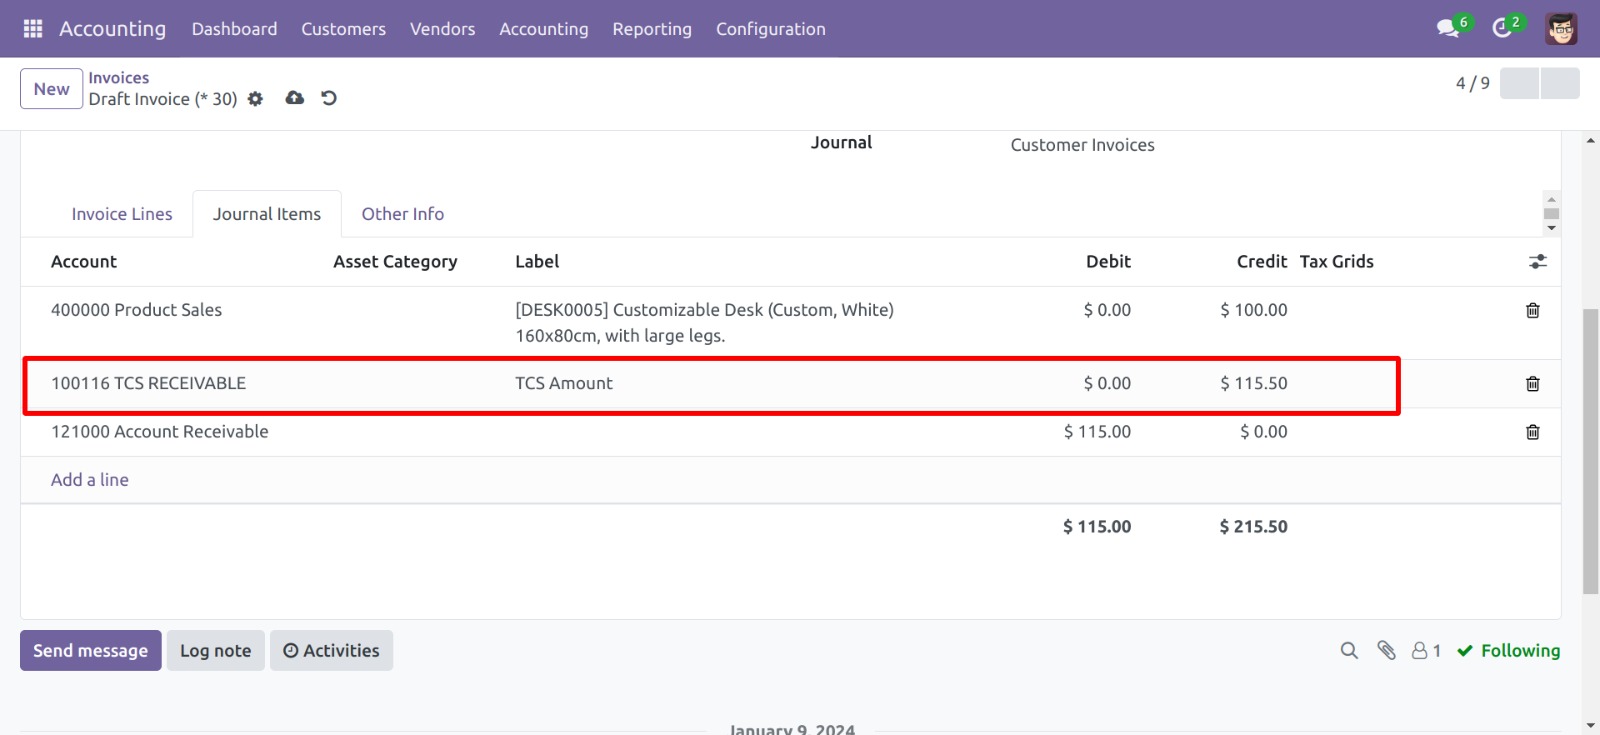 Accounting Dashboard Customers Vendors Accounting Reporting Configuration 6 2
New Invoices
Draft Invoice (* 30)
4 / 9
Journal Customer Invoices
Invoice Lines Journal Items Other Info
Account Asset Category Label Debit Credit Tax Grids
400000 Product Sales [DESK0005] Customizable Desk (Custom, White) $ 0.00 $ 100.00
160x80cm, with large legs.
100116 TCS RECEIVABLE TCS Amount $ 0.00 $ 115.50
121000 Account Receivable $ 115.00 $ 0.00
Add a line
$ 115.00 $ 215.50
Send message Log note Activities 1 Following
January 9, 2024